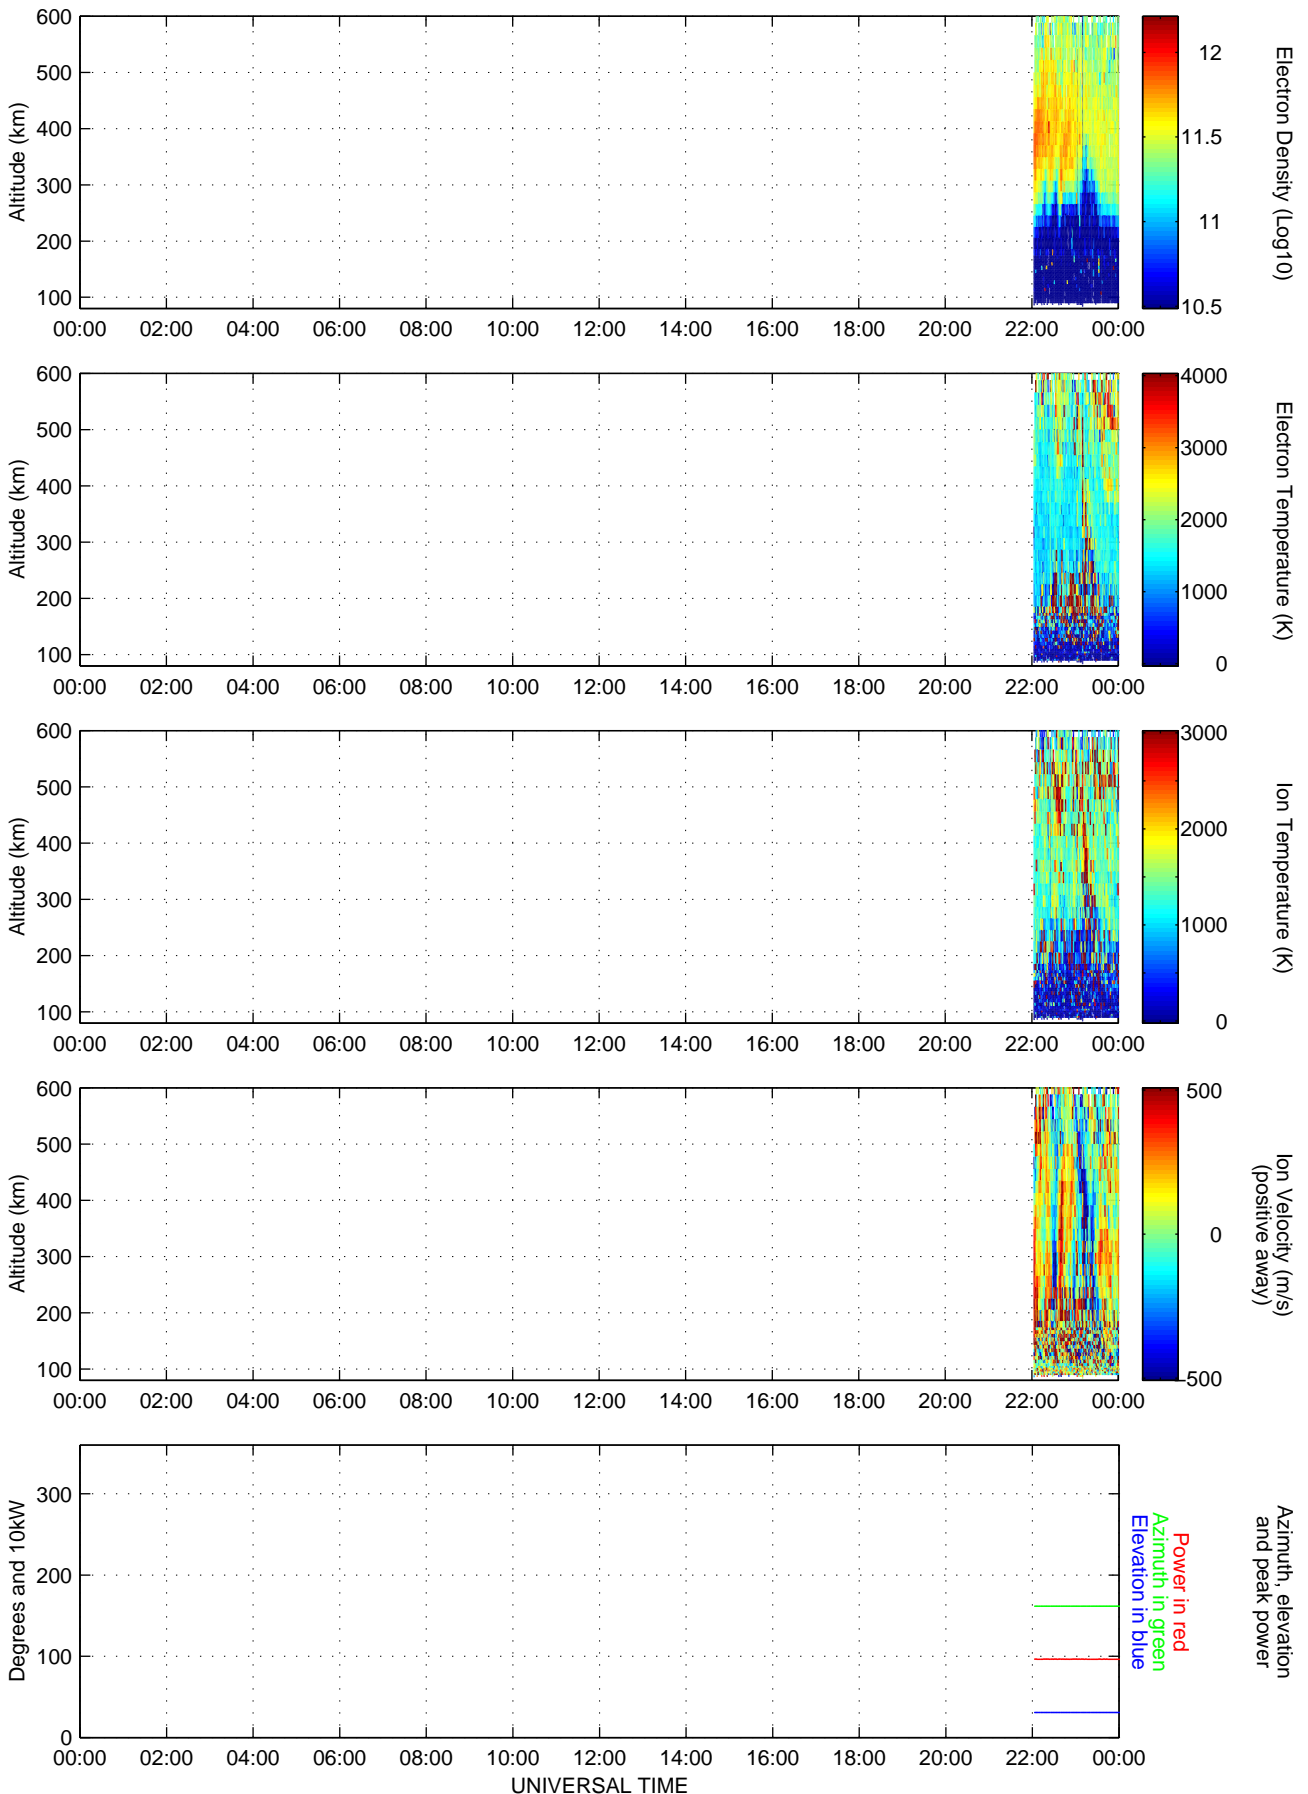 600
500
400
300
200
100
Altitude (km)
00:00 02:00 04:00 06:00 08:00 10:00 12:00 14:00 16:00 18:00 20:00 22:00 00:00
12
11.5
11
10.5
Electron Density (Log10)
600
500
400
300
200
100
Altitude (km)
00:00 02:00 04:00 06:00 08:00 10:00 12:00 14:00 16:00 18:00 20:00 22:00 00:00
4000
3000
2000
1000
0
Electron Temperature (K)
600
500
400
300
200
100
Altitude (km)
00:00 02:00 04:00 06:00 08:00 10:00 12:00 14:00 16:00 18:00 20:00 22:00 00:00
3000
2000
1000
0
Ion Temperature (K)
600
500
400
300
200
100
Altitude (km)
00:00 02:00 04:00 06:00 08:00 10:00 12:00 14:00 16:00 18:00 20:00 22:00 00:00
500
0
-500
Ion Velocity (m/s)
(positive away)
300
200
100
0
Degrees and 10kW
00:00 02:00 04:00 06:00 08:00 10:00 12:00 14:00 16:00 18:00 20:00 22:00 00:00
UNIVERSAL TIME
Power in red
Azimuth in green
Elevation in blue
Azimuth, elevation
and peak power